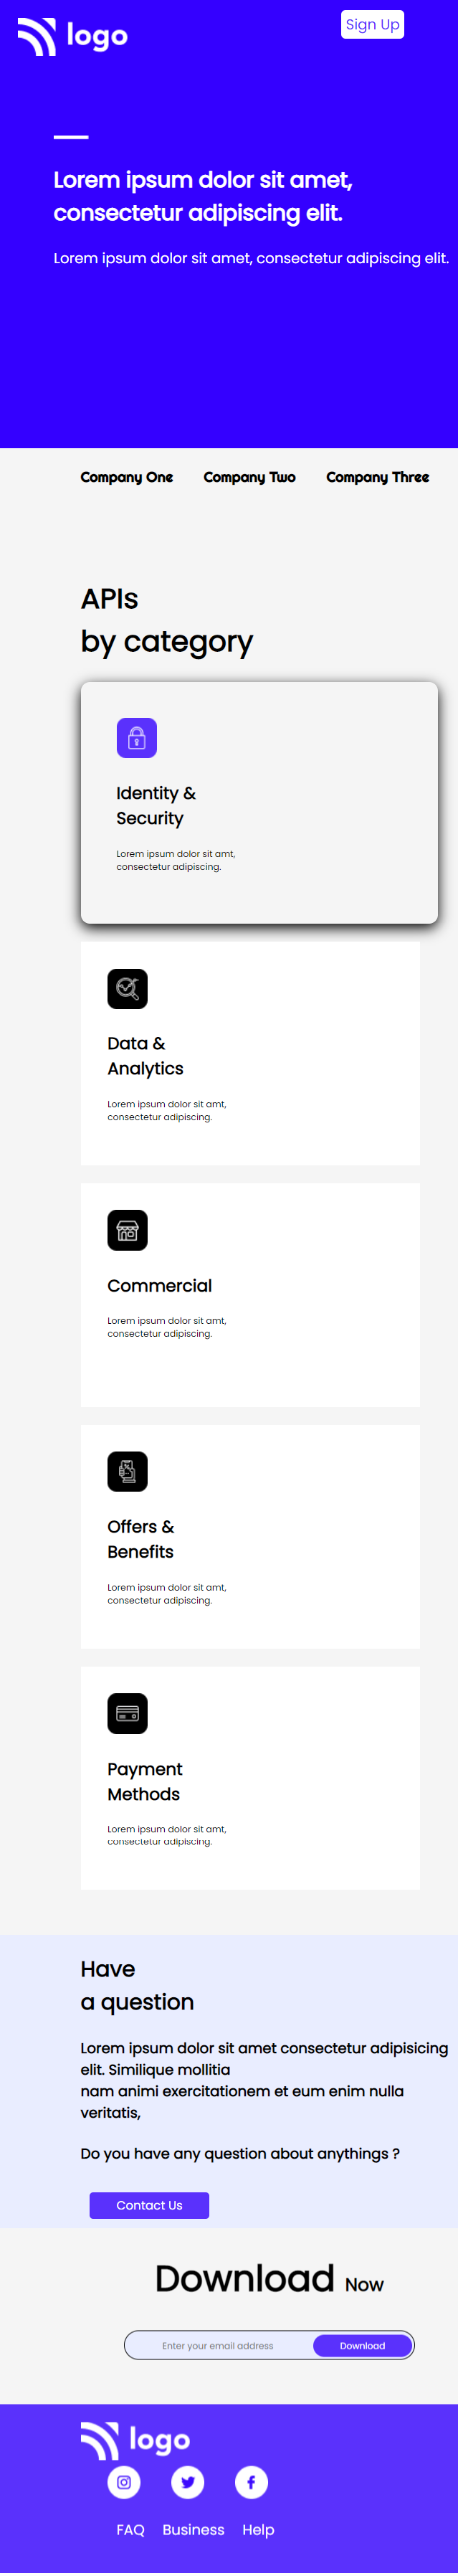 logo
Sign Up
Lorem ipsum dolor sit amet,
consectetur adipiscing elit.
Lorem ipsum dolor sit amet, consectetur adipiscing elit.
Company One Company Two Company Three
APIs
by category
Identity &
Security
Lorem ipsum dolor sit amt,
consectetur adipiscing.
Data &
Analytics
Lorem ipsum dolor sit amt,
consectetur adipiscing.
Commercial
Lorem ipsum dolor sit amt,
consectetur adipiscing.
Offers &
Benefits
Lorem ipsum dolor sit amt,
consectetur adipiscing.
Payment
Methods
Lorem ipsum dolor sit amt,
consectetur adipiscing.
Have
a question
Lorem ipsum dolor sit amet consectetur adipisicing
elit. Similique mollitia
nam animi exercitationem et eum enim nulla
veritatis,
Do you have any question about anythings ?
Contact Us
Download Now
Enter your email address Download
logo
FAQ Business Help